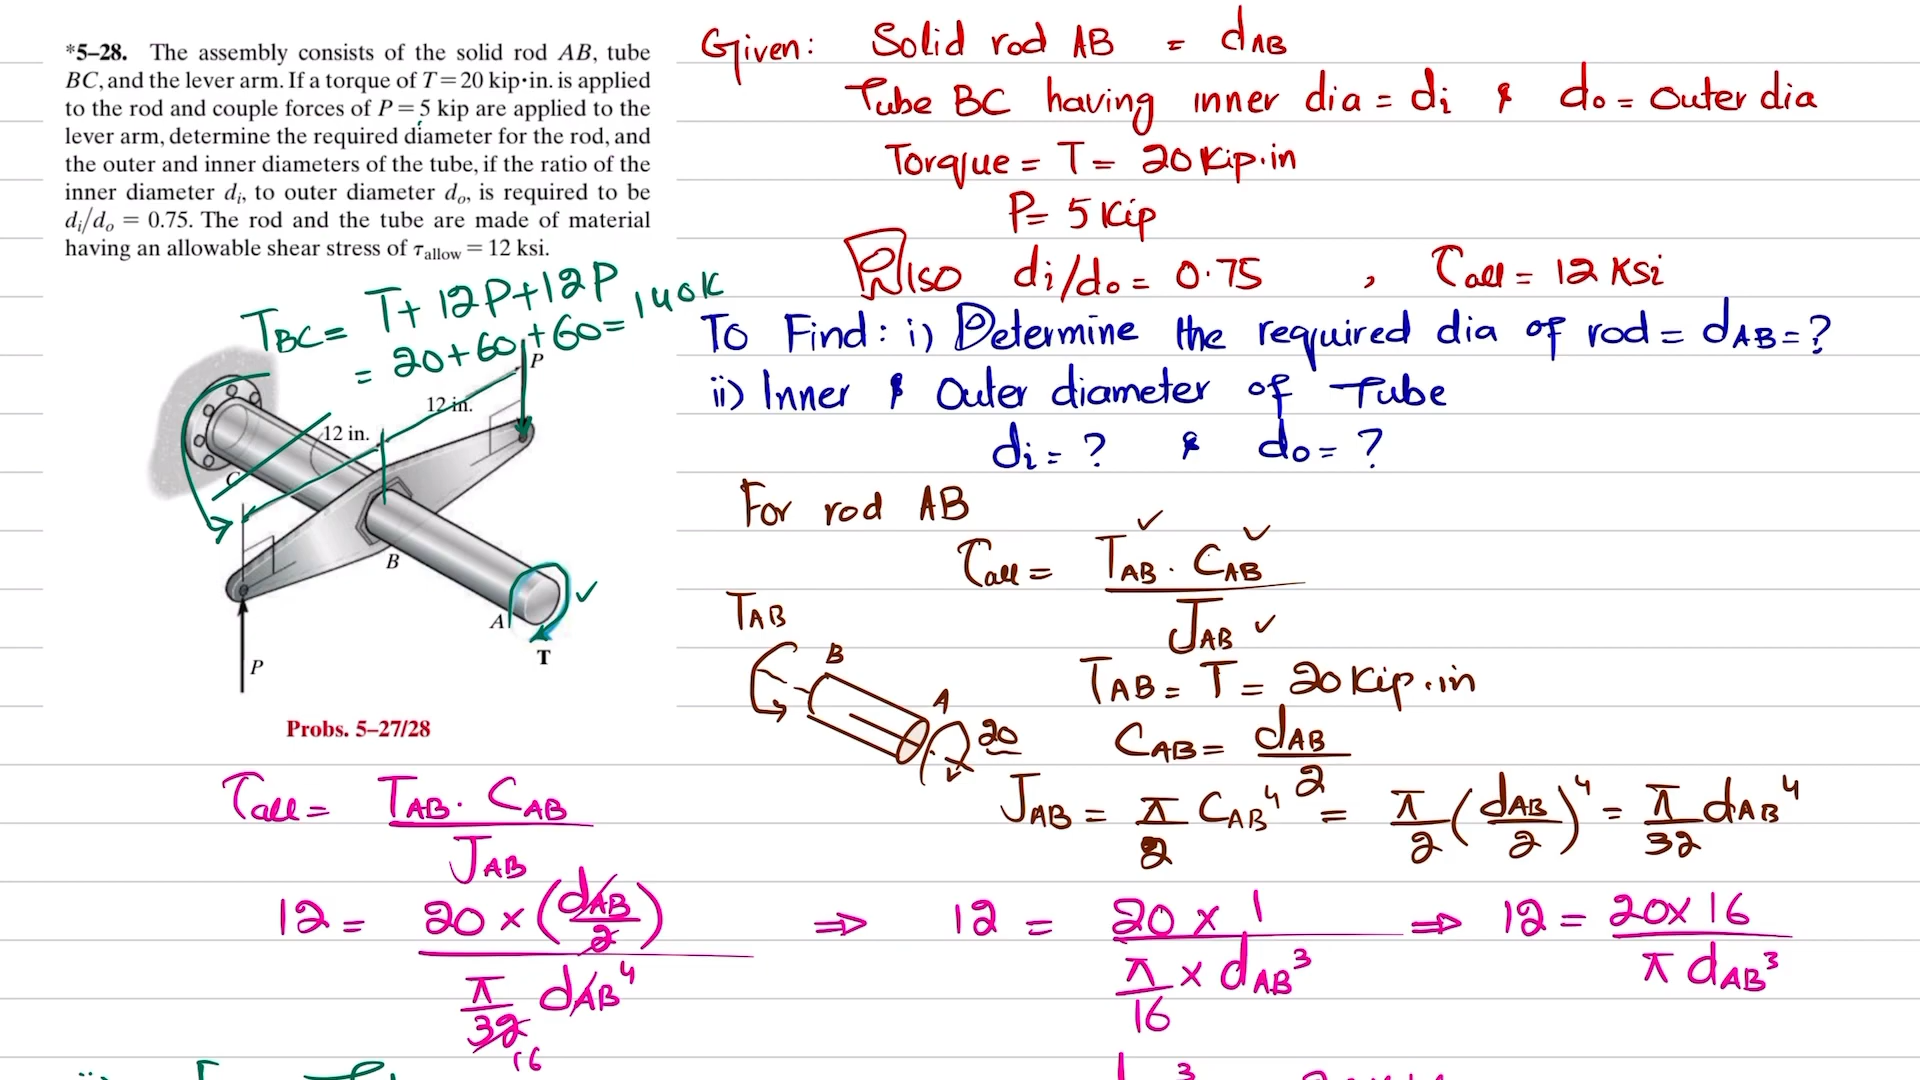 *5–28. The assembly consists of the solid rod AB, tube
BC, and the lever arm. If a torque of T = 20 kip·in. is applied
to the rod and couple forces of P = 5 kip are applied to the
lever arm, determine the required diameter for the rod, and
the outer and inner diameters of the tube, if the ratio of the
inner diameter dᵢ, to outer diameter dₒ, is required to be
dᵢ/dₒ = 0.75. The rod and the tube are made of material
having an allowable shear stress of τallow = 12 ksi.
TBC = T + 12P + 12P
= 20 + 60 + 60 = 140K
P
12 in.
12 in.
C
B
A
T
P
Probs. 5–27/28
Given: Solid rod AB = dAB
Tube BC having inner dia = di & do = Outer dia
Torque = T = 20 Kip.in
P = 5 Kip
Also di/do = 0.75 , τall = 12 Ksi
To Find: i) Determine the required dia of rod = dAB = ?
ii) Inner & Outer diameter of Tube
di = ? & do = ?
For rod AB
τall = TAB . CAB / JAB
TAB
B
A
20
TAB = T = 20 Kip.in
CAB = dAB / 2
JAB = π/2 CAB⁴ = π/2 (dAB/2)⁴ = π/32 dAB⁴
τall = TAB . CAB / JAB
12 = 20 × (dAB/2) / π/32 dAB⁴ ⇒ 12 = 20 × 1 / π/16 × dAB³ ⇒ 12 = 20×16 / π dAB³
16